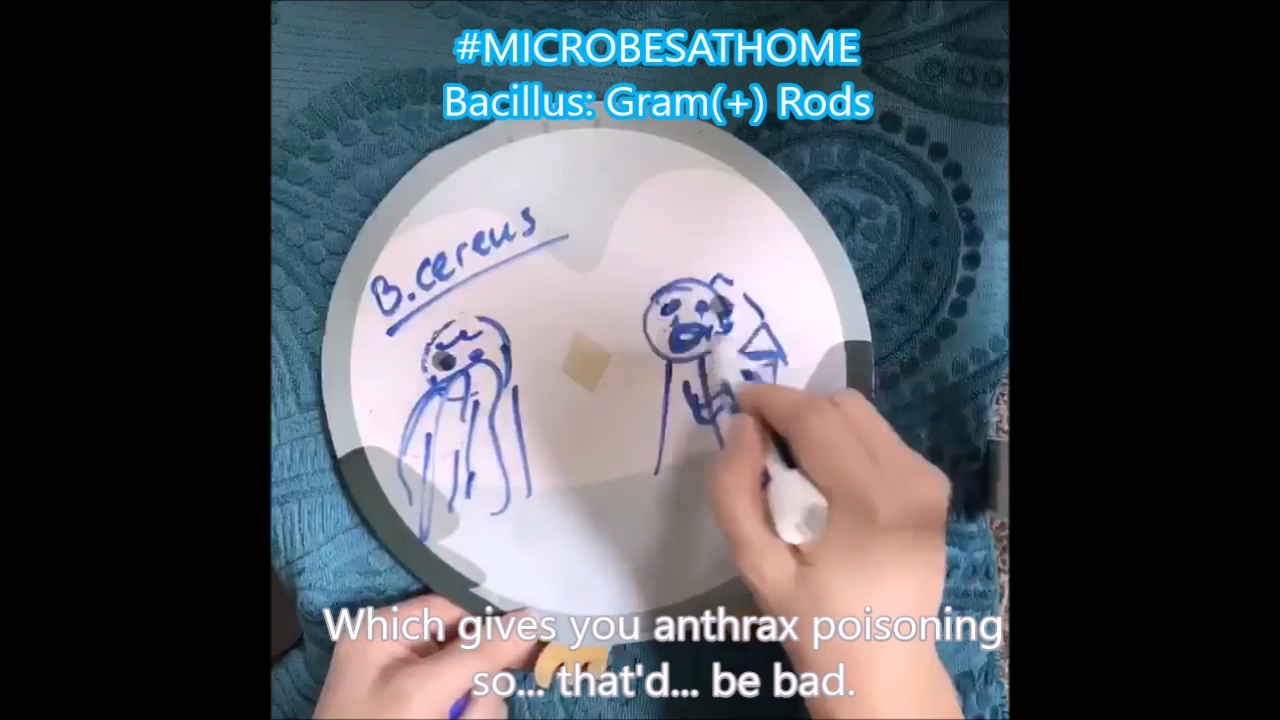 #MICROBESATHOME
Bacillus: Gram(+) Rods
B. cereus
Which gives you anthrax poisoning
so... that'd... be bad.